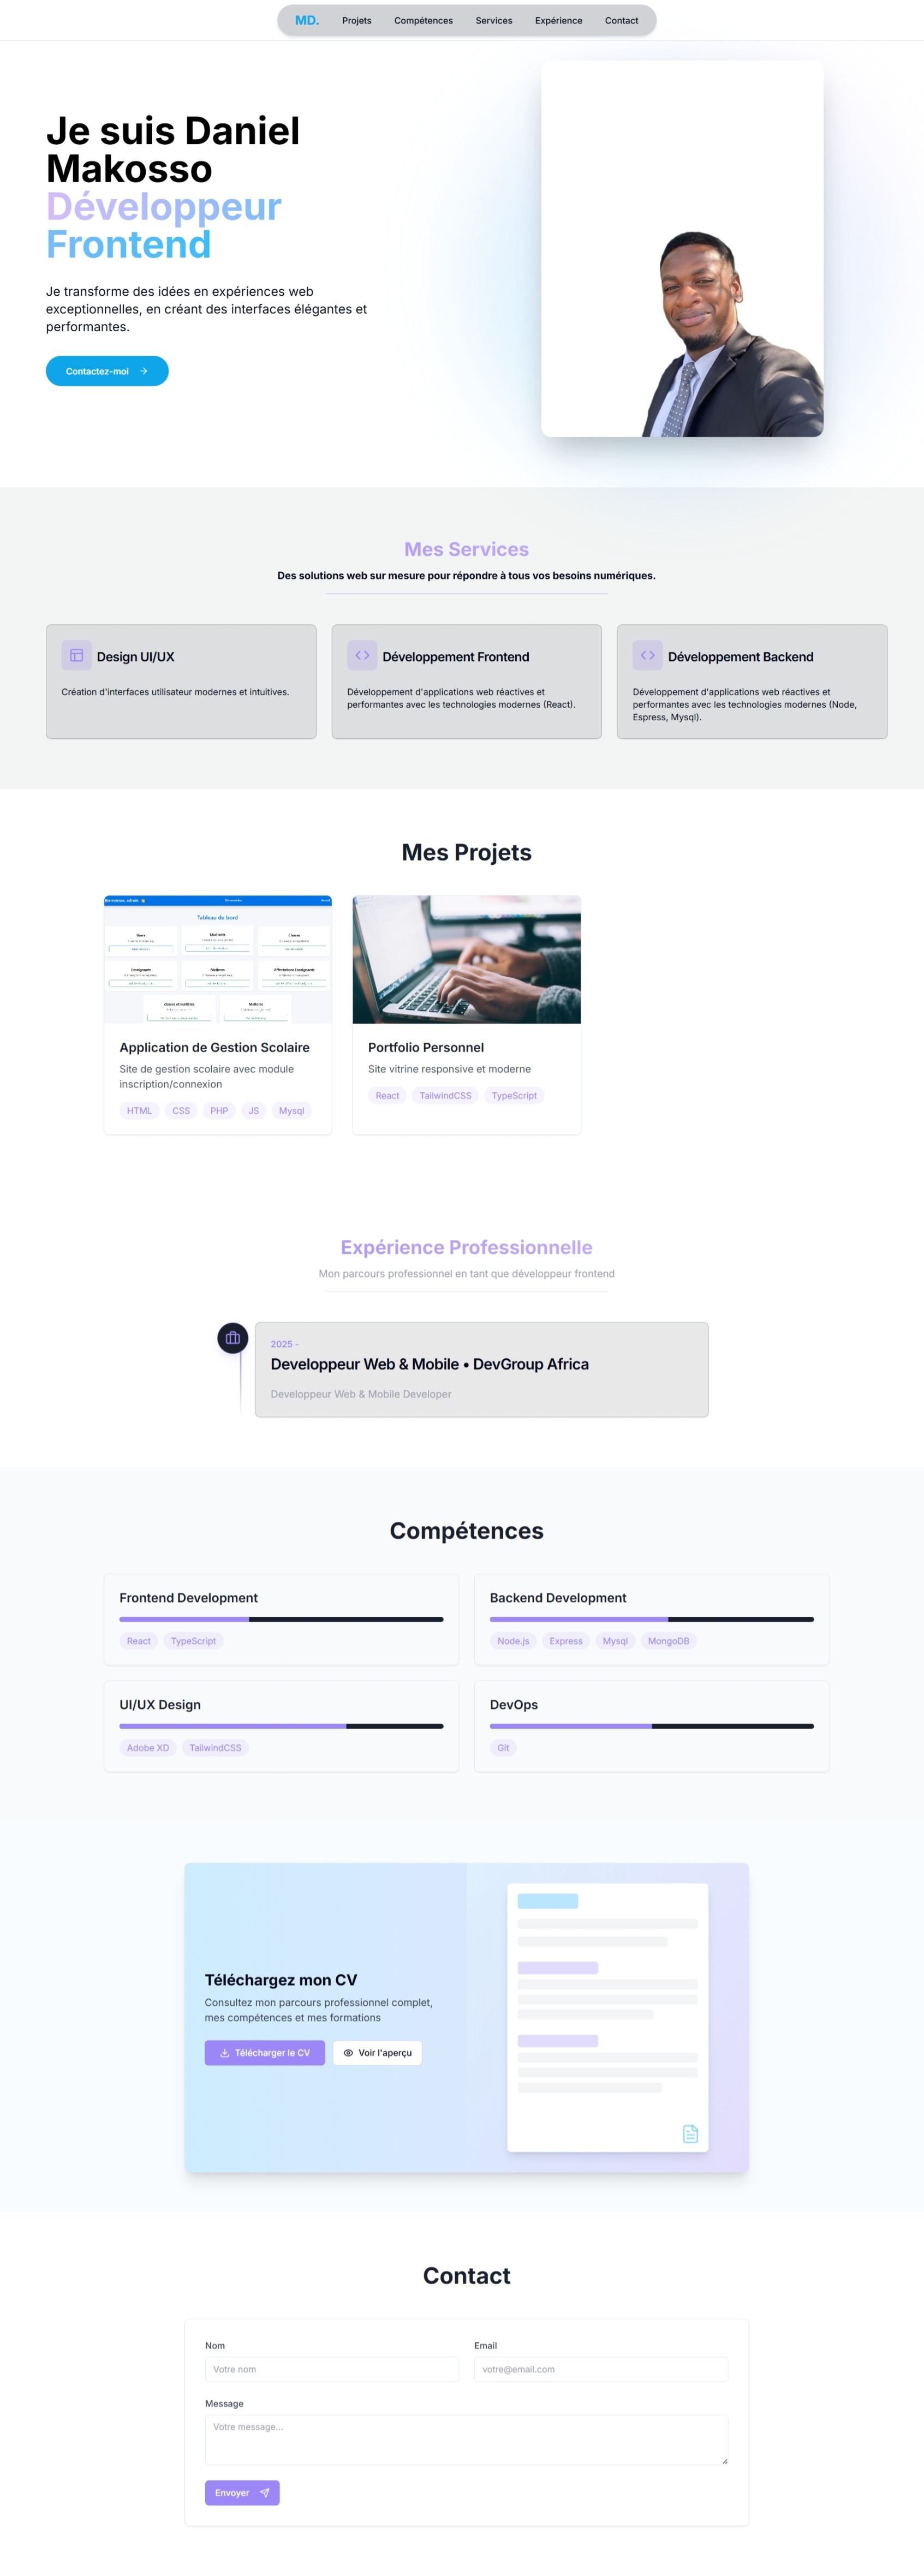 MD.
Projets
Compétences
Services
Expérience
Contact
Je suis Daniel
Makosso
Développeur
Frontend
Je transforme des idées en expériences web
exceptionnelles, en créant des interfaces élégantes et
performantes.
Contactez-moi
Mes Services
Des solutions web sur mesure pour répondre à tous vos besoins numériques.
Design UI/UX
Création d'interfaces utilisateur modernes et intuitives.
Développement Frontend
Développement d'applications web réactives et
performantes avec les technologies modernes (React).
Développement Backend
Développement d'applications web réactives et
performantes avec les technologies modernes (Node,
Espress, Mysql).
Mes Projets
Tableau de bord
Application de Gestion Scolaire
Site de gestion scolaire avec module
inscription/connexion
HTML
CSS
PHP
JS
Mysql
Portfolio Personnel
Site vitrine responsive et moderne
React
TailwindCSS
TypeScript
Expérience Professionnelle
Mon parcours professionnel en tant que développeur frontend
2025 -
Developpeur Web & Mobile • DevGroup Africa
Developpeur Web & Mobile Developer
Compétences
Frontend Development
React
TypeScript
Backend Development
Node.js
Express
Mysql
MongoDB
UI/UX Design
Adobe XD
TailwindCSS
DevOps
Git
Téléchargez mon CV
Consultez mon parcours professionnel complet,
mes compétences et mes formations
Télécharger le CV
Voir l'aperçu
Contact
Nom
Votre nom
Email
votre@email.com
Message
Votre message...
Envoyer